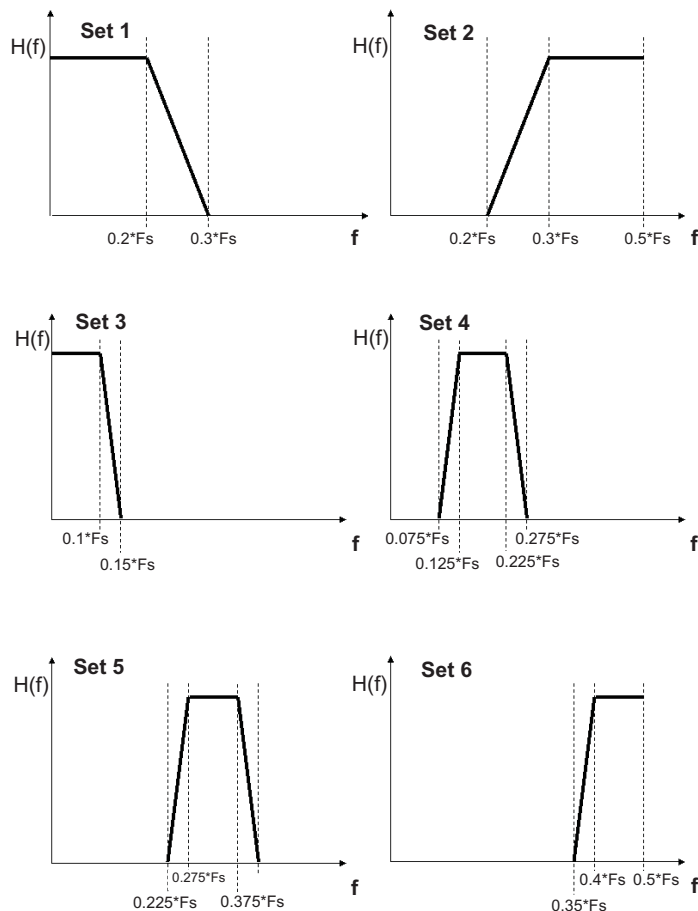 Set 1
H(f)
0.2*Fs
0.3*Fs
f
Set 2
H(f)
0.2*Fs
0.3*Fs
0.5*Fs
f
Set 3
H(f)
0.1*Fs
0.15*Fs
f
Set 4
H(f)
0.075*Fs
0.125*Fs
0.275*Fs
0.225*Fs
f
Set 5
H(f)
0.275*Fs
0.225*Fs
0.375*Fs
f
Set 6
H(f)
0.4*Fs
0.5*Fs
0.35*Fs
f